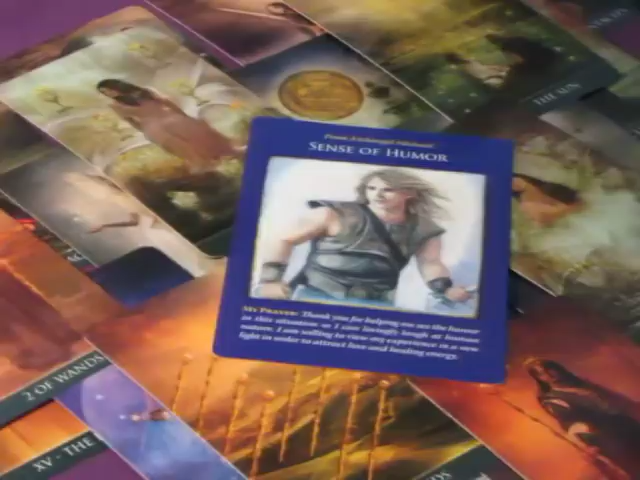 THE SUN
From Archangel Michael:
SENSE OF HUMOR
MY PRAYER: Thank you for helping me see the humor
in this situation so I can lovingly laugh at human
nature. I am willing to view my experience in a new
light in order to attract love and healing energy.
2 OF WANDS
XV - THE